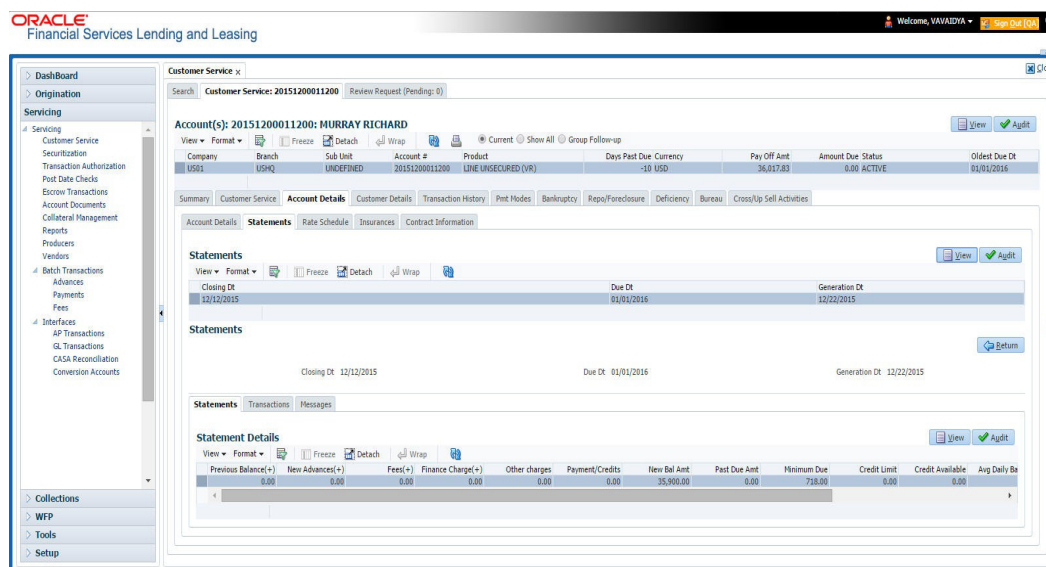 ORACLE'
Financial Services Lending and Leasing
Welcome, VAVAIDYA
Sign Out [QA
DashBoard
Origination
Servicing
Servicing
Customer Service
Securitization
Transaction Authorization
Post Date Checks
Escrow Transactions
Account Documents
Collateral Management
Reports
Producers
Vendors
Batch Transactions
Advances
Payments
Fees
Interfaces
AP Transactions
GL Transactions
CASA Reconciliation
Conversion Accounts
Collections
WFP
Tools
Setup
Customer Service x
Clo
Search Customer Service: 20151200011200 Review Request (Pending: 0)
Account(s): 20151200011200: MURRAY RICHARD
View Audit
View Format Freeze Detach Wrap Current Show All Group Follow-up
Company Branch Sub Unit Account # Product Days Past Due Currency Pay Off Amt Amount Due Status Oldest Due Dt
US01 USHQ UNDEFINED 20151200011200 LINE UNSECURED (VR) -10 USD 36,017.83 0.00 ACTIVE 01/01/2016
Summary Customer Service Account Details Customer Details Transaction History Pmt Modes Bankruptcy Repo/Foreclosure Deficiency Bureau Cross/Up Sell Activities
Account Details Statements Rate Schedule Insurances Contract Information
Statements
View Audit
View Format Freeze Detach Wrap
Closing Dt Due Dt Generation Dt
12/12/2015 01/01/2016 12/22/2015
Statements
Return
Closing Dt 12/12/2015 Due Dt 01/01/2016 Generation Dt 12/22/2015
Statements Transactions Messages
Statement Details
View Audit
View Format Freeze Detach Wrap
Previous Balance(+) New Advances(+) Fees(+) Finance Charge(+) Other charges Payment/Credits New Bal Amt Past Due Amt Minimum Due Credit Limit Credit Available Avg Daily Ba
0.00 0.00 0.00 0.00 0.00 0.00 35,900.00 0.00 718.00 0.00 0.00